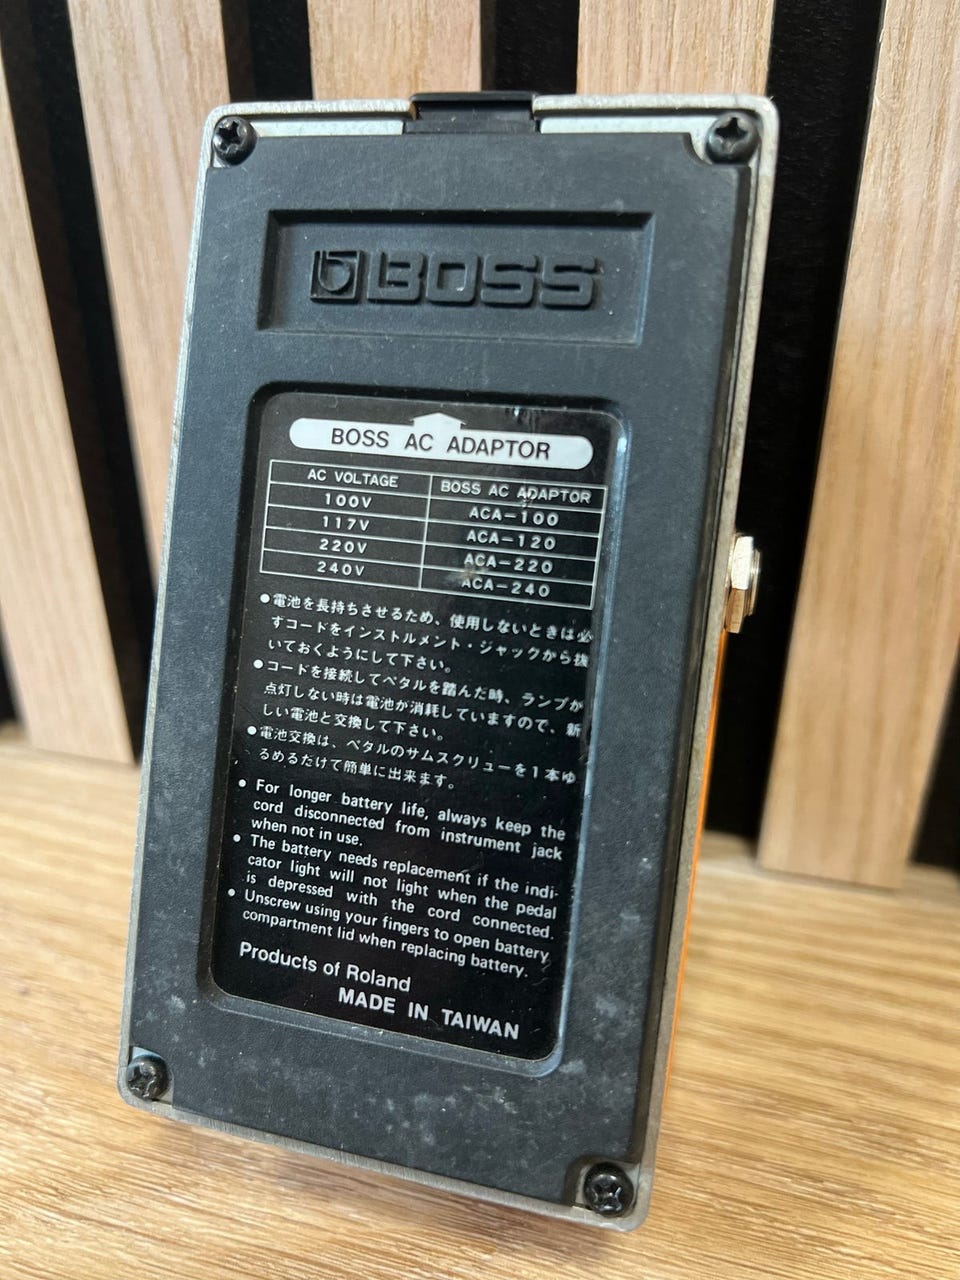 BOSS
BOSS AC ADAPTOR
AC VOLTAGE BOSS AC ADAPTOR
100V ACA-100
117V ACA-120
220V ACA-220
240V ACA-240
●電池を長持ちさせるため、使用しないときは必
ずコードをインストルメント・ジャックから抜
いておくようにして下さい。
●コードを接続してペタルを踏んだ時、ランプが
点灯しない時は電池が消耗していますので、新
しい電池と交換して下さい。
●電池交換は、ペタルのサムスクリューを1本ゆ
るめるだけで簡単に出来ます。
● For longer battery life, always keep the
cord disconnected from instrument jack
when not in use.
● The battery needs replacement if the indi-
cator light will not light when the pedal
is depressed with the cord connected.
● Unscrew using your fingers to open battery
compartment lid when replacing battery.
Products of Roland
MADE IN TAIWAN